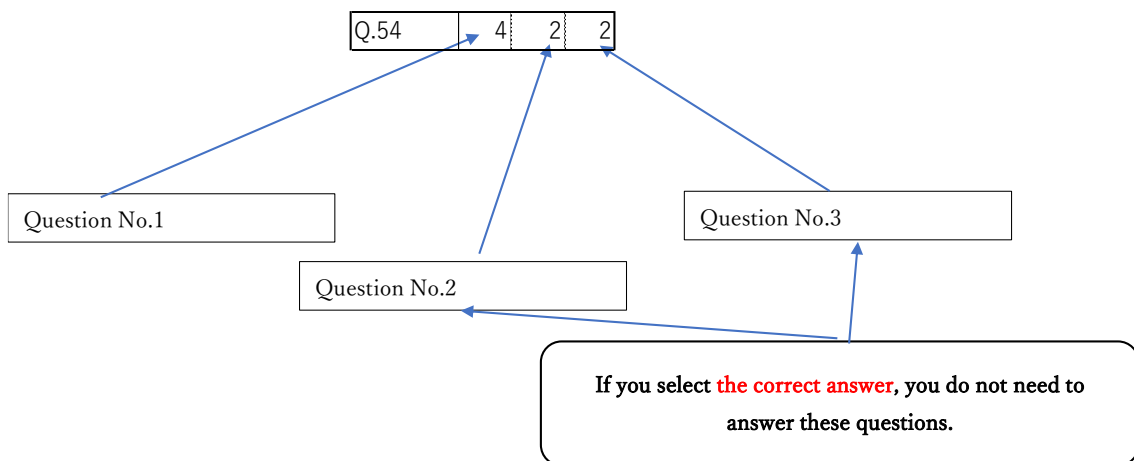 Q.54 4 2 2
Question No.1
Question No.3
Question No.2
If you select the correct answer, you do not need to
answer these questions.